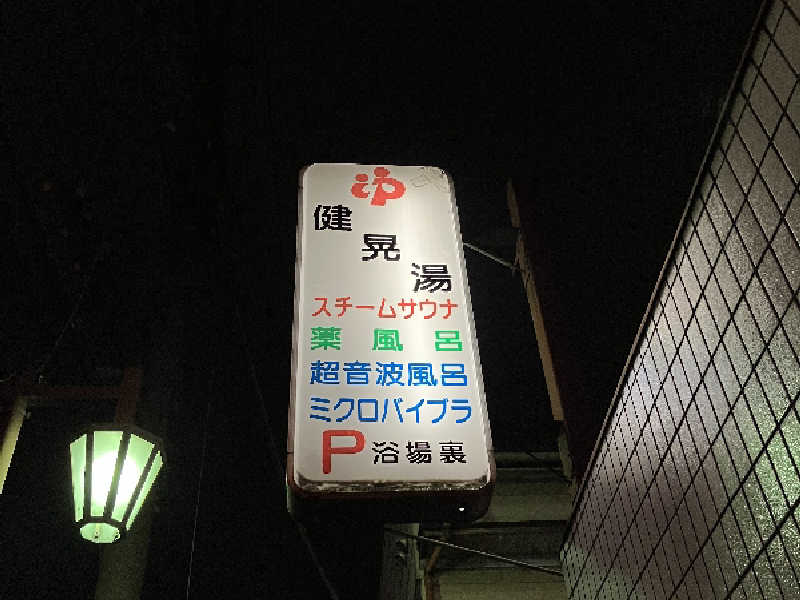 ゆ
健晃湯
スチームサウナ
薬風呂
超音波風呂
ミクロバイブラ
P 浴場裏